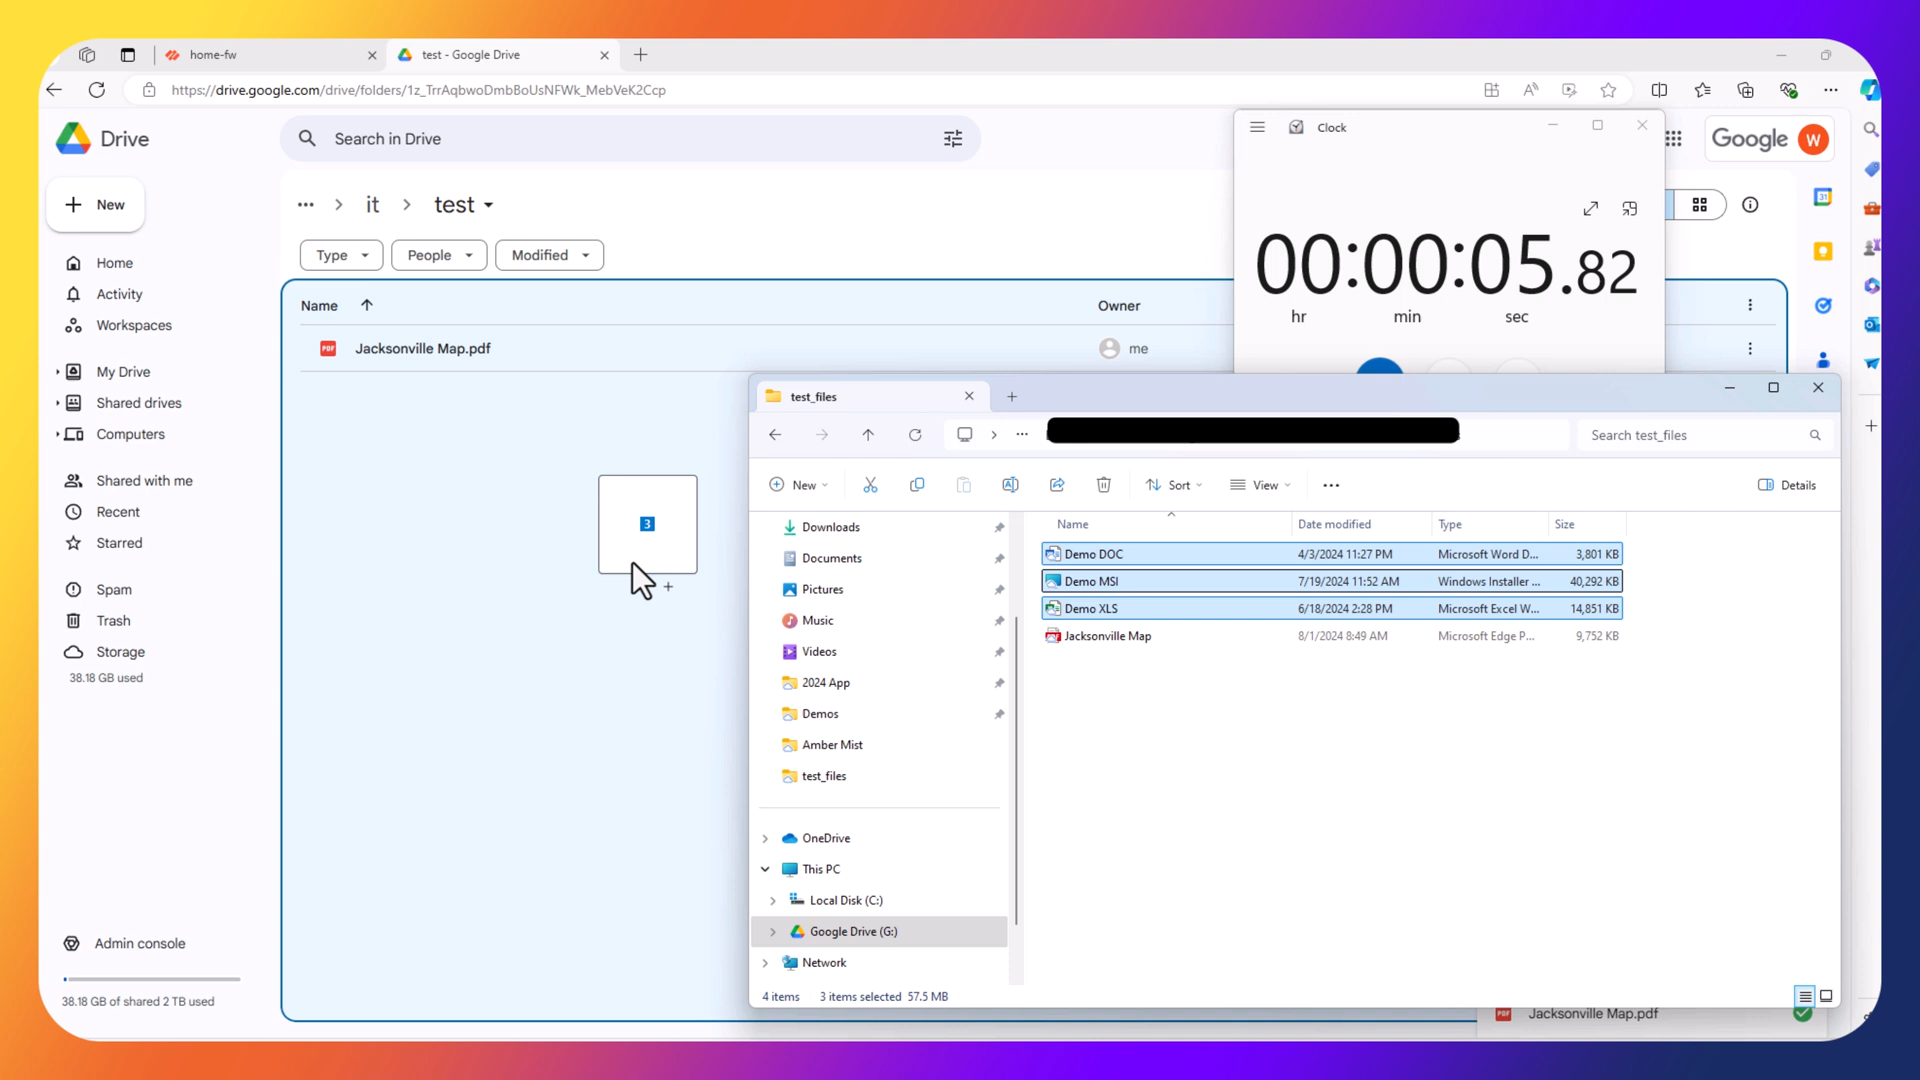 home-fw
test - Google Drive
https://drive.google.com/drive/folders/1z_TrrAqbwoDmbBoUsNFWk_MebVeK2Ccp
Drive
Search in Drive
Google W
New
Home
Activity
Workspaces
My Drive
Shared drives
Computers
Shared with me
Recent
Starred
Spam
Trash
Storage
38.18 GB used
Admin console
38.18 GB of shared 2 TB used
... > it > test
Type
People
Modified
Name
Owner
PDF Jacksonville Map.pdf
me
3
Clock
00:00:05.82
hr min sec
31
test_files
Search test_files
New
Sort
View
Details
Downloads
Documents
Pictures
Music
Videos
2024 App
Demos
Amber Mist
test_files
OneDrive
This PC
Local Disk (C:)
Google Drive (G:)
Network
Name Date modified Type Size
Demo DOC 4/3/2024 11:27 PM Microsoft Word D... 3,801 KB
Demo MSI 7/19/2024 11:52 AM Windows Installer ... 40,292 KB
Demo XLS 6/18/2024 2:28 PM Microsoft Excel W... 14,851 KB
Jacksonville Map 8/1/2024 8:49 AM Microsoft Edge P... 9,752 KB
4 items 3 items selected 57.5 MB
PDF Jacksonville Map.pdf